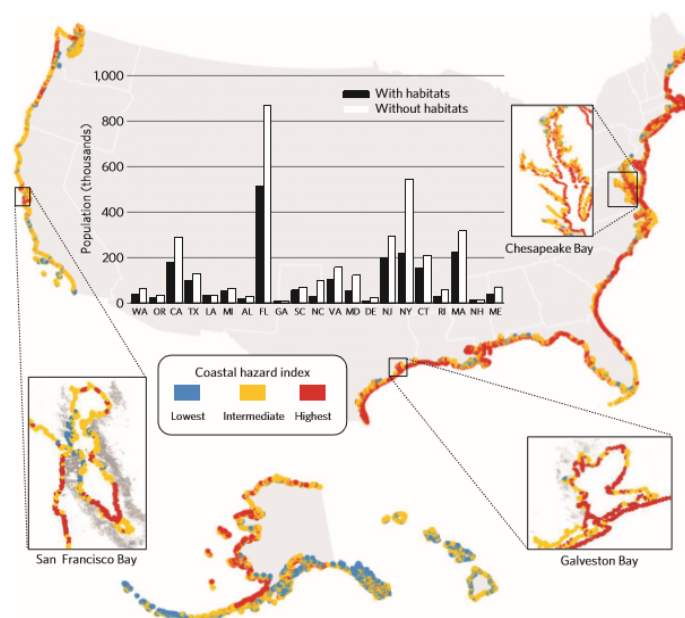 1,000
800
600
400
200
0
Population (thousands)
With habitats
Without habitats
WA OR CA TX LA MI AL FL GA SC NC VA MD DE NJ NY CT RI MA NH ME
Chesapeake Bay
Coastal hazard index
Lowest Intermediate Highest
San Francisco Bay
Galveston Bay